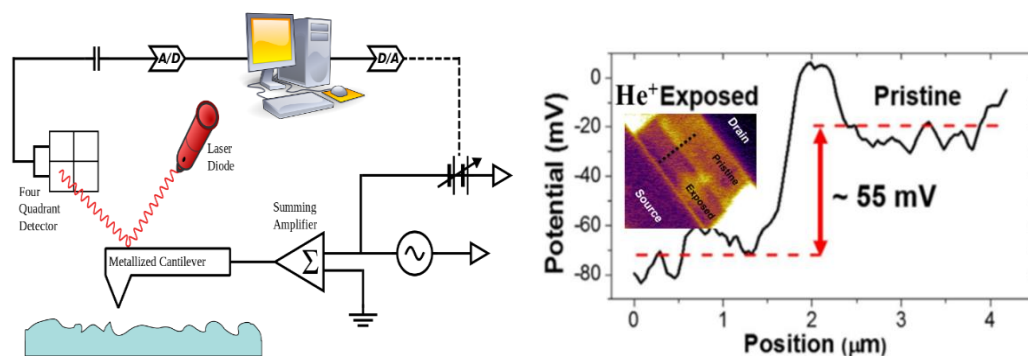 A/D
D/A
Laser
Diode
Four
Quadrant
Detector
Summing
Amplifier
Σ
Metallized Cantilever
Potential (mV)
0
-20
-40
-60
-80
He⁺Exposed
Pristine
Drain
Pristine
Exposed
Source
~ 55 mV
0
1
2
3
4
Position (μm)